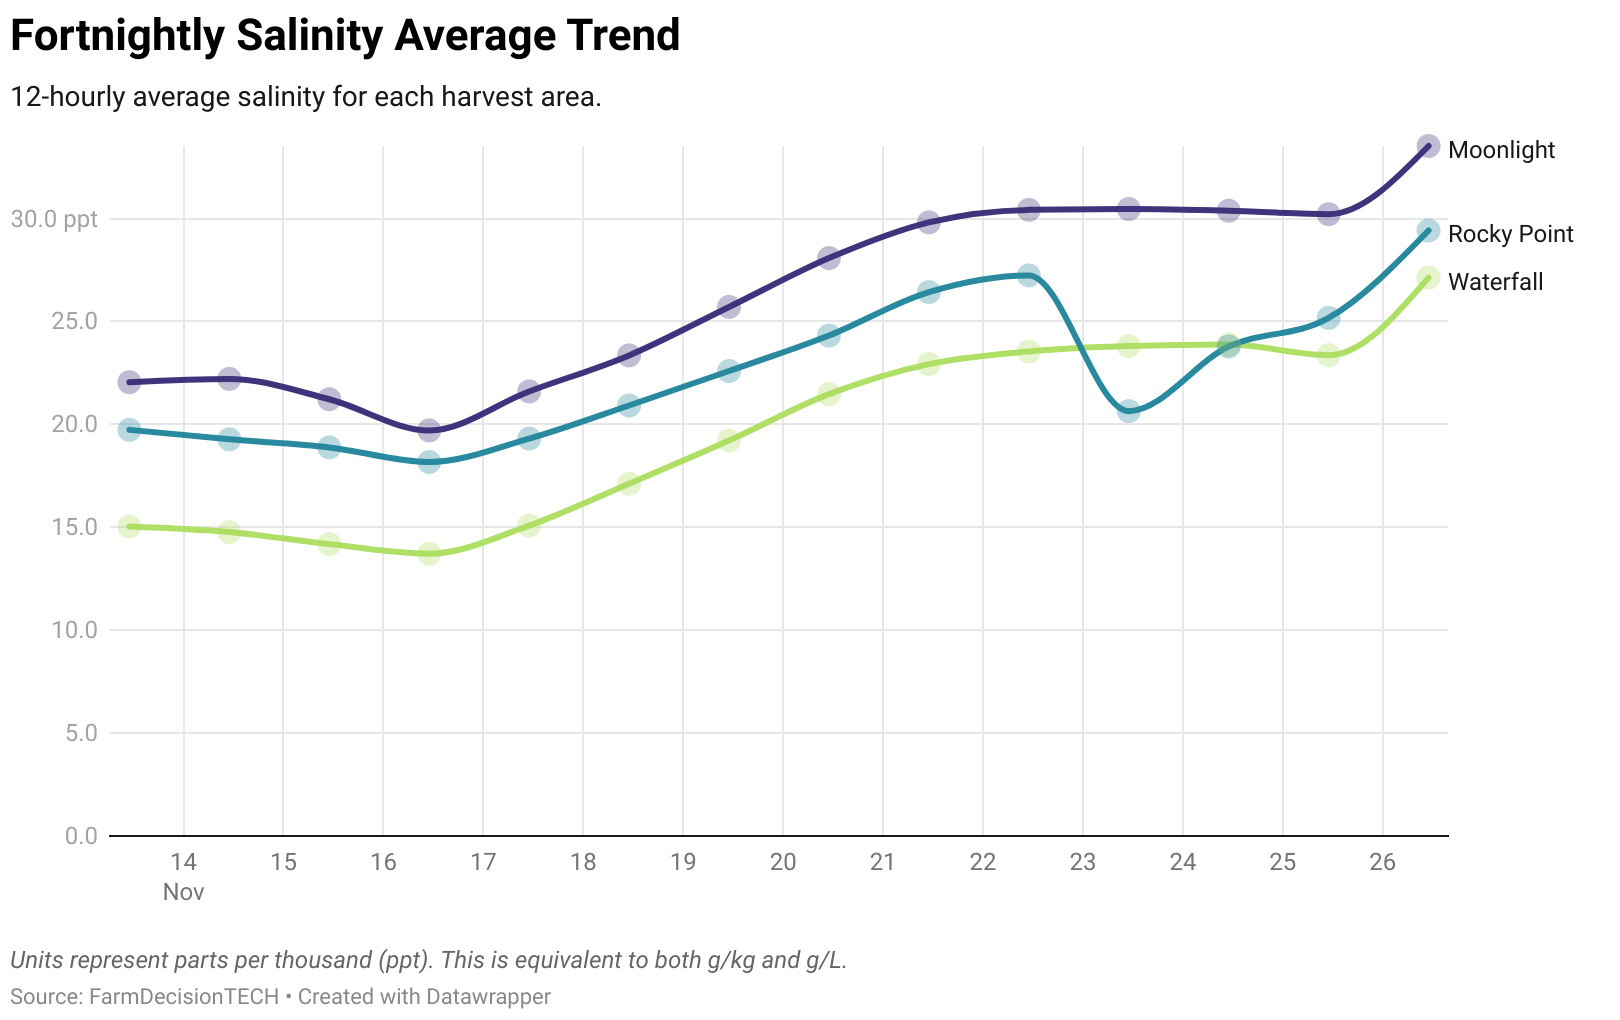 Fortnightly Salinity Average Trend
12-hourly average salinity for each harvest area.
Moonlight
30.0 ppt
Rocky Point
Waterfall
25.0
20.0
15.0
10.0
5.0
0.0
14 15 16 17 18 19 20 21 22 23 24 25 26
Nov
Units represent parts per thousand (ppt). This is equivalent to both g/kg and g/L.
Source: FarmDecisionTECH • Created with Datawrapper